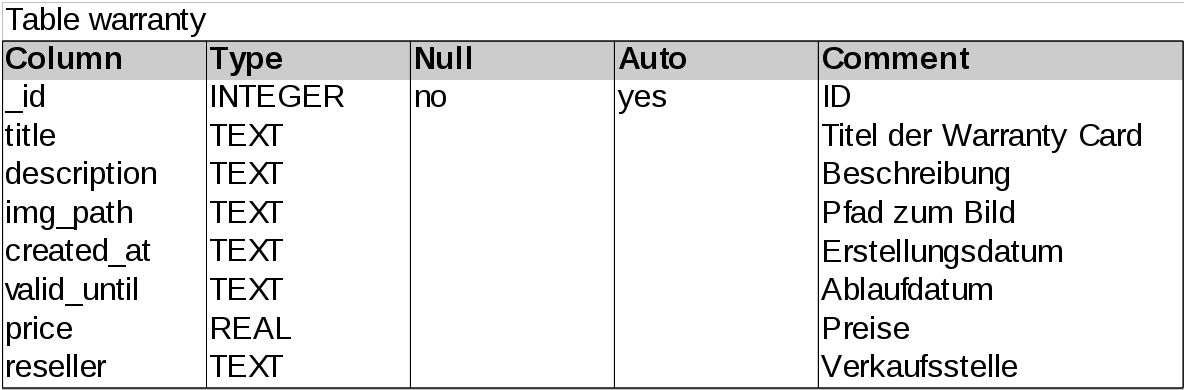 Table warranty
Column Type Null Auto Comment
_id INTEGER no yes ID
title TEXT Titel der Warranty Card
description TEXT Beschreibung
img_path TEXT Pfad zum Bild
created_at TEXT Erstellungsdatum
valid_until TEXT Ablaufdatum
price REAL Preise
reseller TEXT Verkaufsstelle